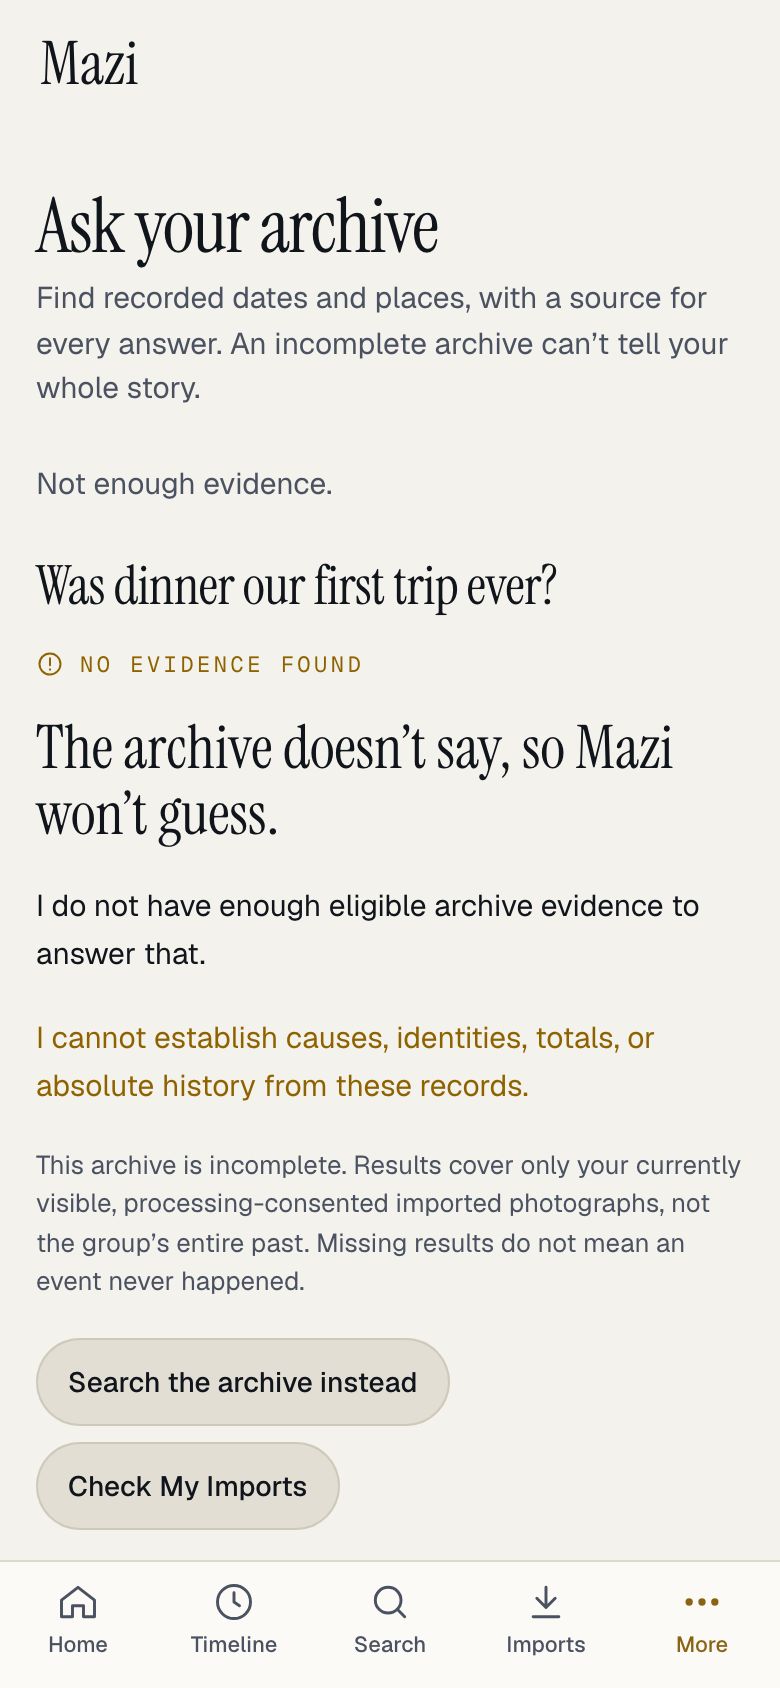 Mazi
Ask your archive
Find recorded dates and places, with a source for
every answer. An incomplete archive can’t tell your
whole story.
Not enough evidence.
Was dinner our first trip ever?
NO EVIDENCE FOUND
The archive doesn’t say, so Mazi
won’t guess.
I do not have enough eligible archive evidence to
answer that.
I cannot establish causes, identities, totals, or
absolute history from these records.
This archive is incomplete. Results cover only your currently
visible, processing-consented imported photographs, not
the group’s entire past. Missing results do not mean an
event never happened.
Search the archive instead
Check My Imports
Home Timeline Search Imports More